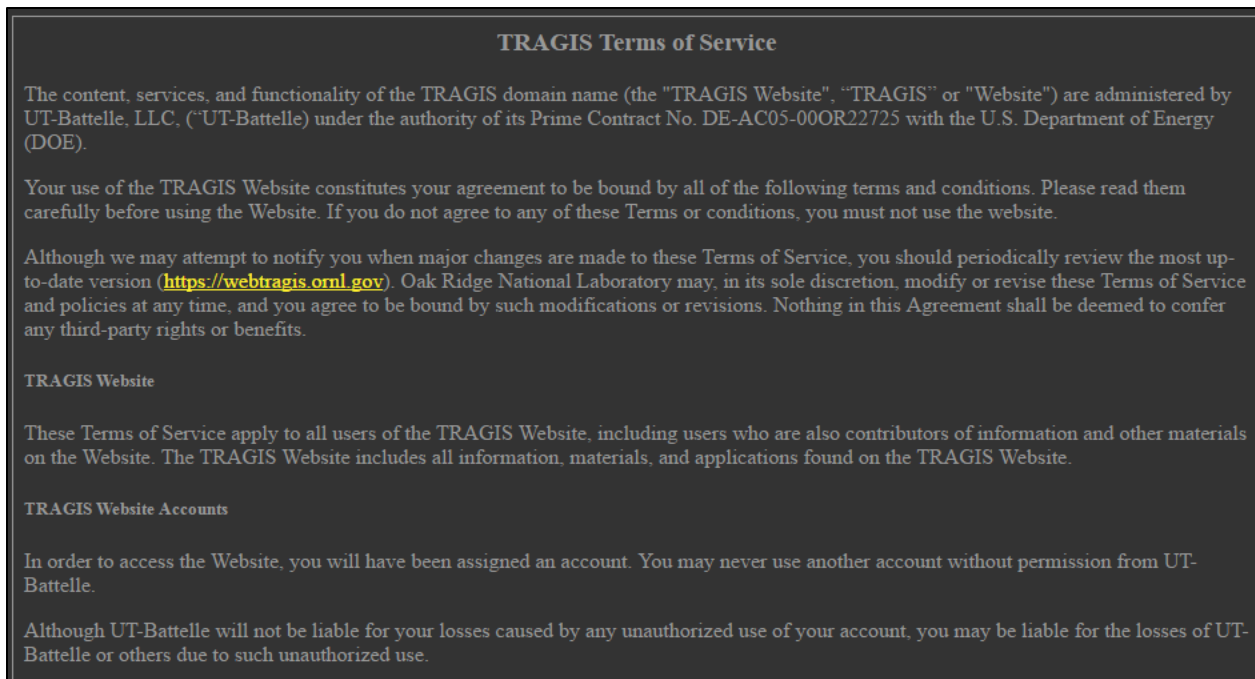 TRAGIS Terms of Service
The content, services, and functionality of the TRAGIS domain name (the "TRAGIS Website", “TRAGIS” or "Website") are administered by
UT-Battelle, LLC, (“UT-Battelle) under the authority of its Prime Contract No. DE-AC05-00OR22725 with the U.S. Department of Energy
(DOE).
Your use of the TRAGIS Website constitutes your agreement to be bound by all of the following terms and conditions. Please read them
carefully before using the Website. If you do not agree to any of these Terms or conditions, you must not use the website.
Although we may attempt to notify you when major changes are made to these Terms of Service, you should periodically review the most up-
to-date version (https://webtragis.ornl.gov). Oak Ridge National Laboratory may, in its sole discretion, modify or revise these Terms of Service
and policies at any time, and you agree to be bound by such modifications or revisions. Nothing in this Agreement shall be deemed to confer
any third-party rights or benefits.
TRAGIS Website
These Terms of Service apply to all users of the TRAGIS Website, including users who are also contributors of information and other materials
on the Website. The TRAGIS Website includes all information, materials, and applications found on the TRAGIS Website.
TRAGIS Website Accounts
In order to access the Website, you will have been assigned an account. You may never use another account without permission from UT-
Battelle.
Although UT-Battelle will not be liable for your losses caused by any unauthorized use of your account, you may be liable for the losses of UT-
Battelle or others due to such unauthorized use.